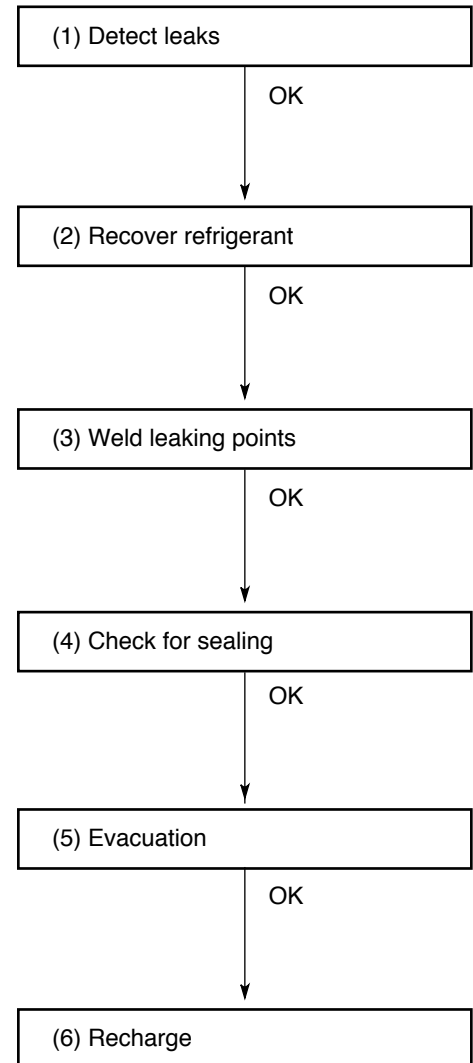 (1) Detect leaks
OK
(2) Recover refrigerant
OK
(3) Weld leaking points
OK
(4) Check for sealing
OK
(5) Evacuation
OK
(6) Recharge